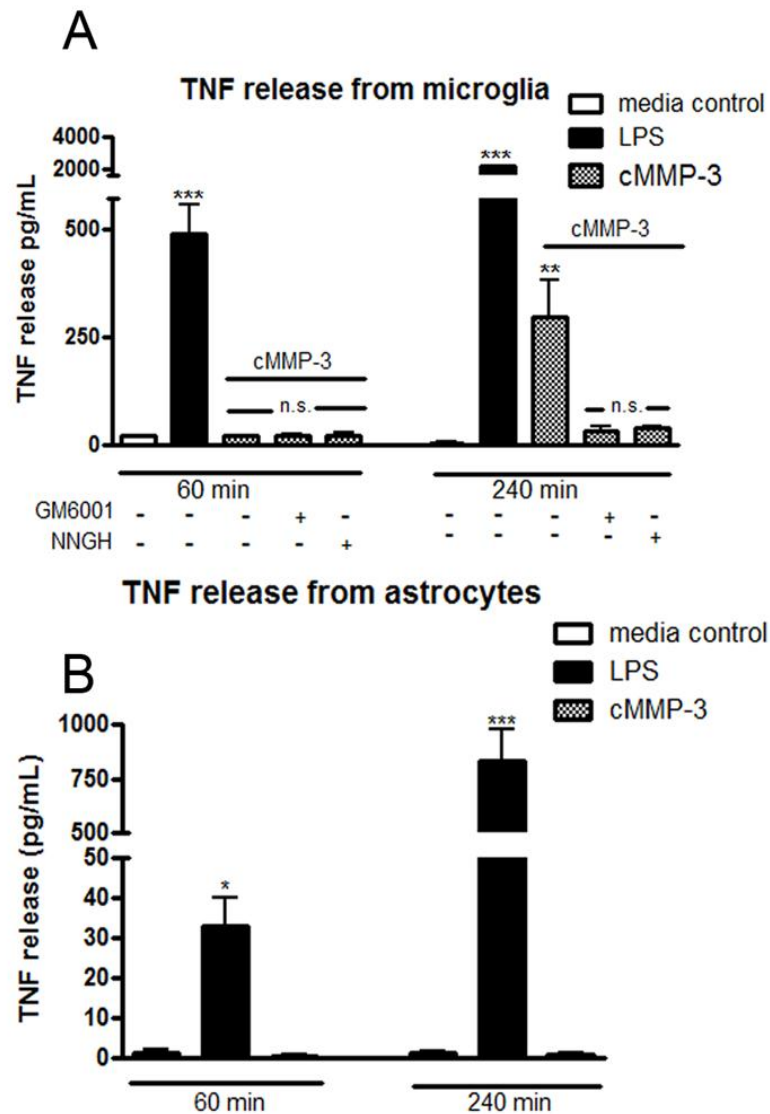 A
TNF release from microglia
media control
LPS
cMMP-3
4000
2000
500
250
0
TNF release pg/mL
***
cMMP-3
n.s.
***
cMMP-3
**
n.s.
60 min
240 min
GM6001 - - - + - - - - + -
NNGH - - - - + - - - - +
TNF release from astrocytes
media control
LPS
cMMP-3
B
1000
750
500
50
40
30
20
10
0
TNF release (pg/mL)
*
***
60 min
240 min